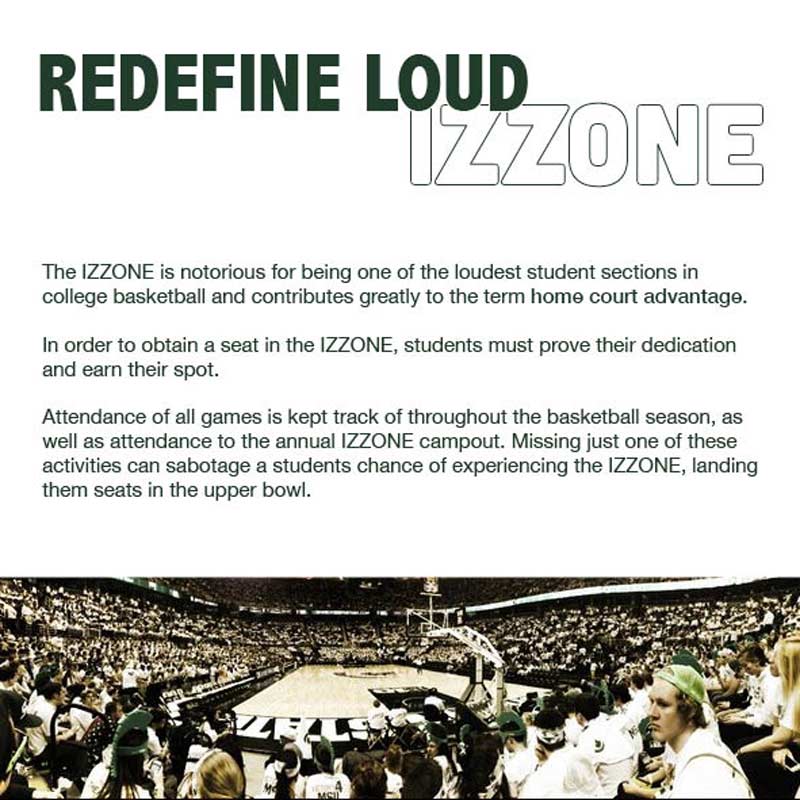 REDEFINE LOUD
IZZONE
The IZZONE is notorious for being one of the loudest student sections in
college basketball and contributes greatly to the term home court advantage.
In order to obtain a seat in the IZZONE, students must prove their dedication
and earn their spot.
Attendance of all games is kept track of throughout the basketball season, as
well as attendance to the annual IZZONE campout. Missing just one of these
activities can sabotage a students chance of experiencing the IZZONE, landing
them seats in the upper bowl.
MSU